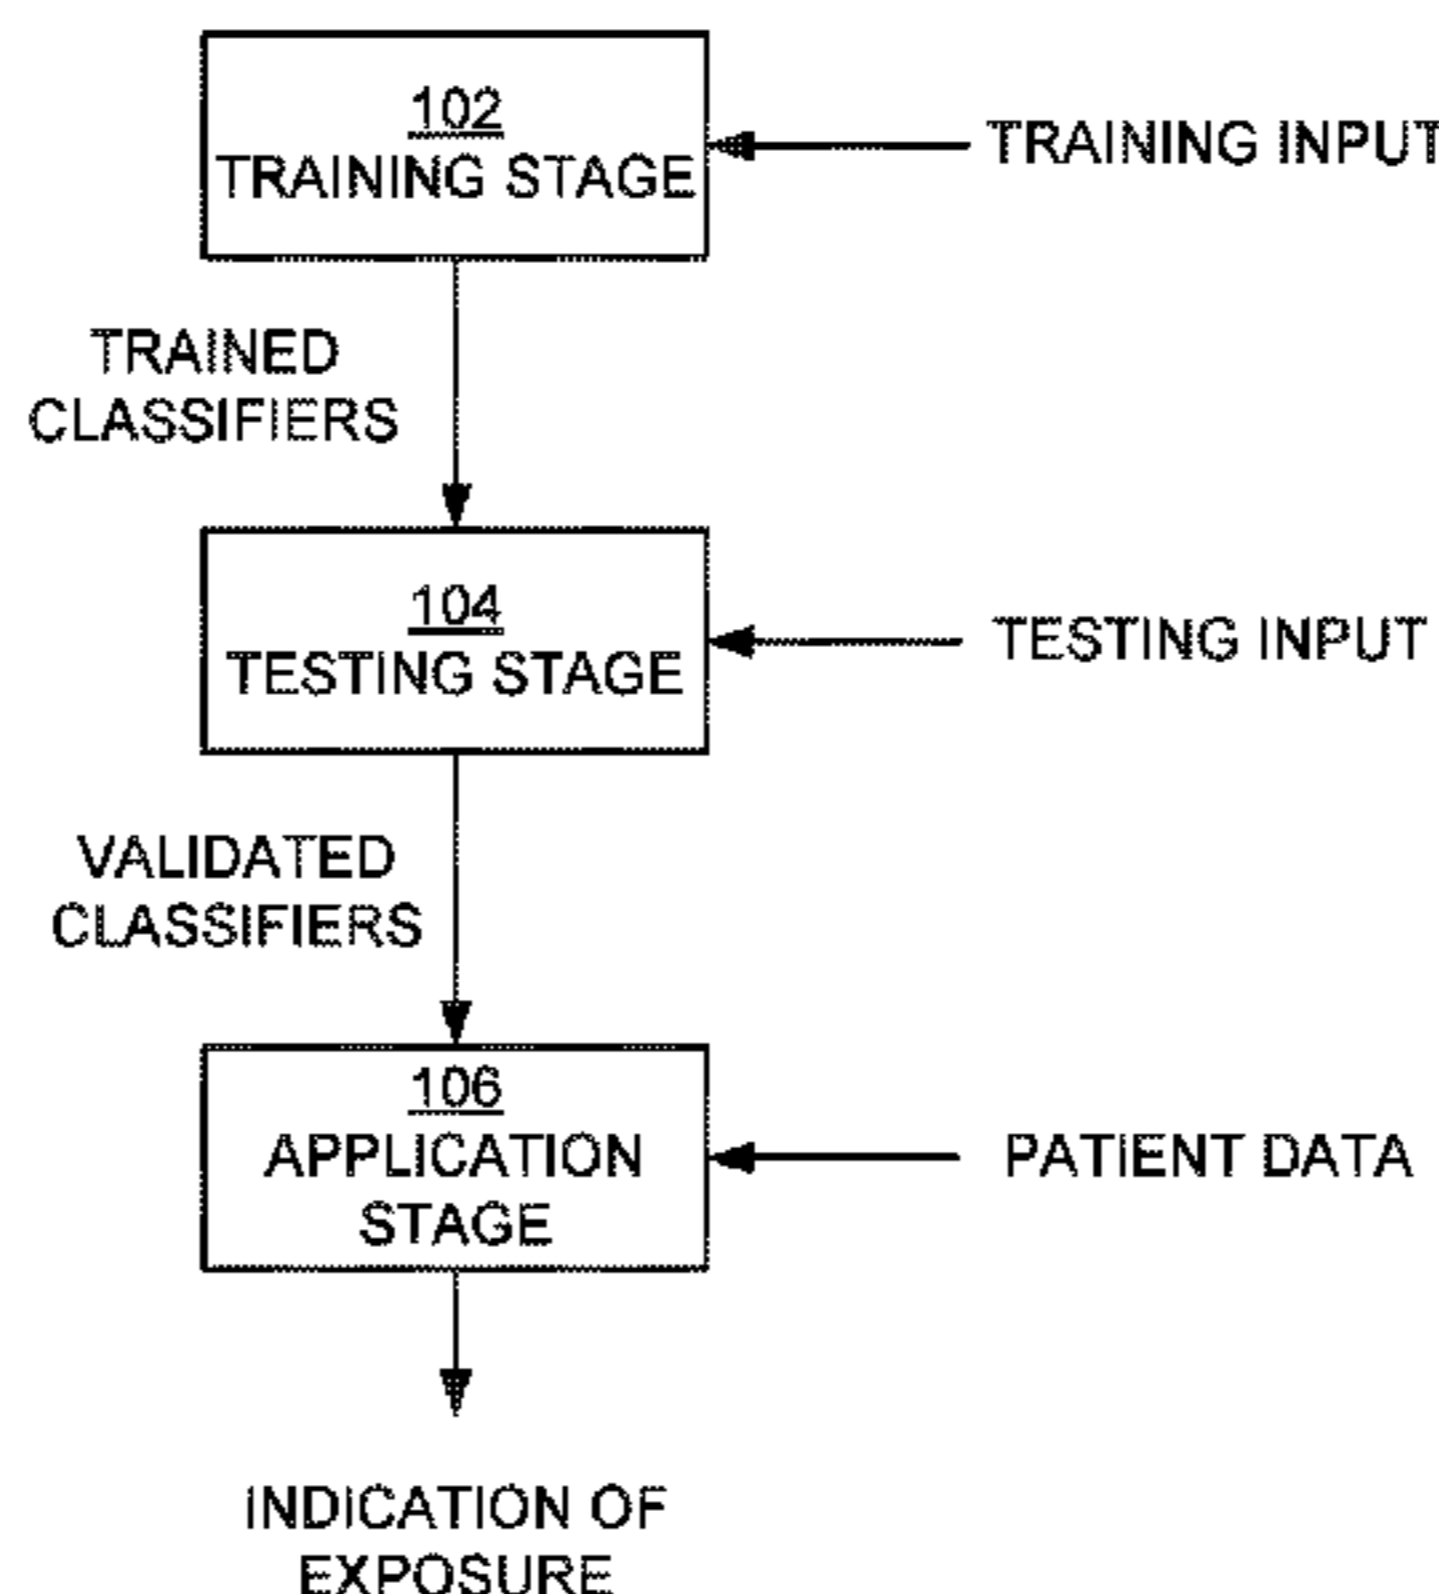 102
TRAINING STAGE
TRAINING INPUT
TRAINED
CLASSIFIERS
104
TESTING STAGE
TESTING INPUT
VALIDATED
CLASSIFIERS
106
APPLICATION
STAGE
PATIENT DATA
INDICATION OF
EXPOSURE